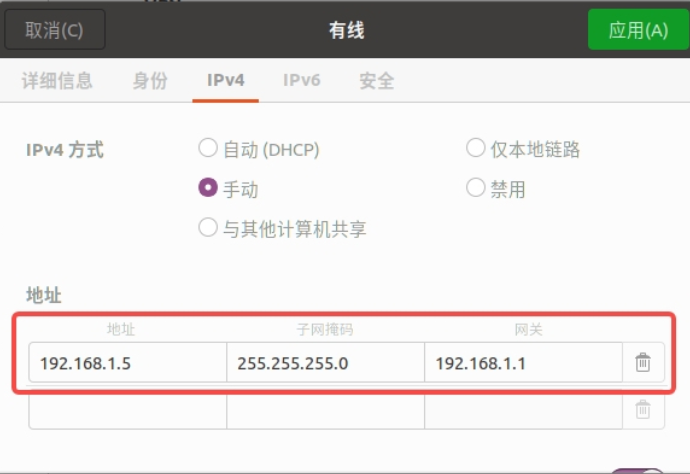 取消(C) 有线 应用(A)
详细信息 身份 IPv4 IPv6 安全
IPv4 方式 自动 (DHCP) 仅本地链路
手动 禁用
与其他计算机共享
地址
地址 子网掩码 网关
192.168.1.5 255.255.255.0 192.168.1.1